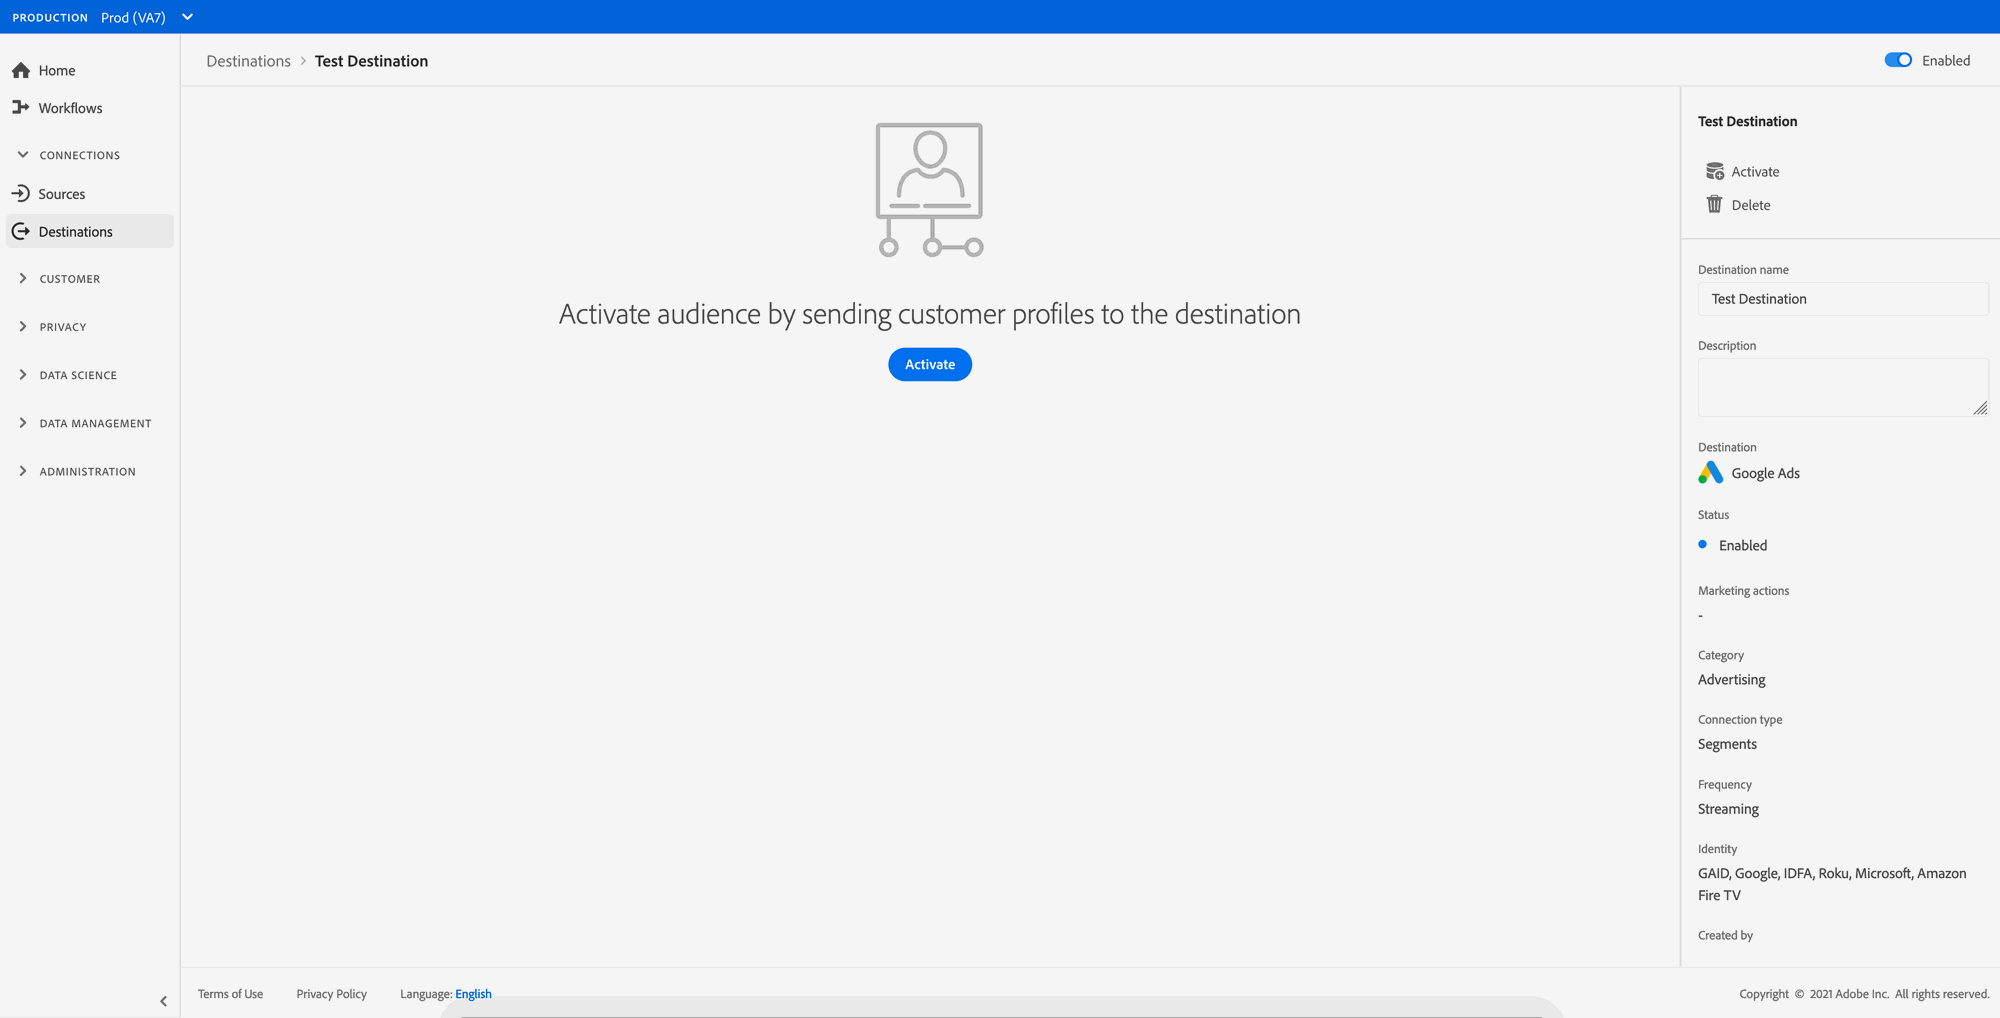 PRODUCTION Prod (VA7)
Home
Workflows
CONNECTIONS
Sources
Destinations
CUSTOMER
PRIVACY
DATA SCIENCE
DATA MANAGEMENT
ADMINISTRATION
Destinations > Test Destination
Enabled
Activate audience by sending customer profiles to the destination
Activate
Test Destination
Activate
Delete
Destination name
Test Destination
Description
Destination
Google Ads
Status
Enabled
Marketing actions
-
Category
Advertising
Connection type
Segments
Frequency
Streaming
Identity
GAID, Google, IDFA, Roku, Microsoft, Amazon
Fire TV
Created by
Terms of Use Privacy Policy Language: English
Copyright © 2021 Adobe Inc. All rights reserved.